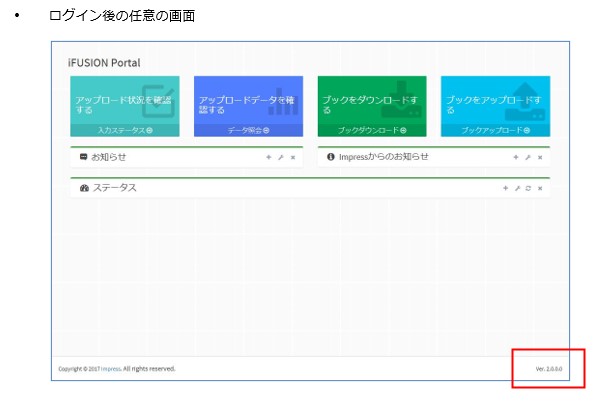 • ログイン後の任意の画面
iFUSION Portal
アップロード状況を確認する
入力ステータス
アップロードデータを確認する
データ照会
ブックをダウンロードする
ブックダウンロード
ブックをアップロードする
ブックアップロード
お知らせ
Impressからのお知らせ
ステータス
Copyright © 2017 Impress. All rights reserved.
Ver. 2.0.0.0